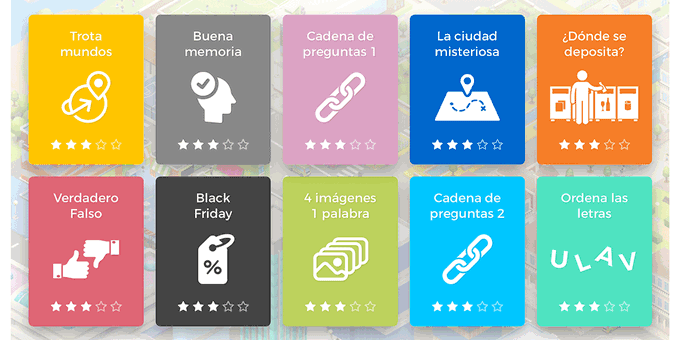 Trota
mundos
Buena
memoria
Cadena de
preguntas 1
La ciudad
misteriosa
¿Dónde se
deposita?
Verdadero
Falso
Black
Friday
%
4 imágenes
1 palabra
Cadena de
preguntas 2
Ordena las
letras
ULAV